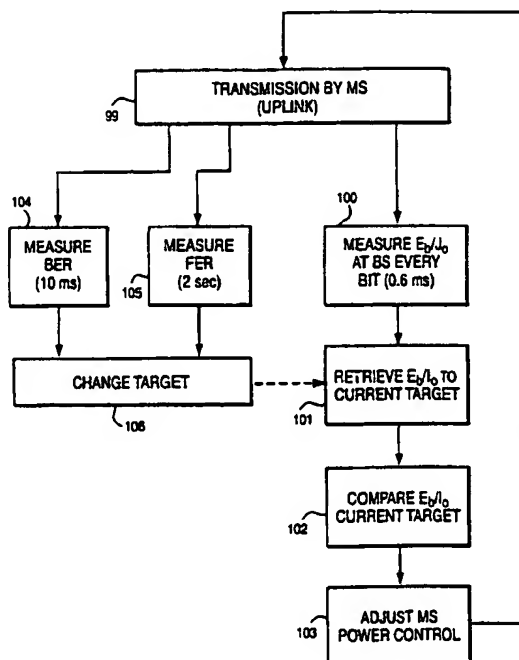 TRANSMISSION BY MS
(UPLINK)
99
104
MEASURE
BER
(10 ms)
105
MEASURE
FER
(2 sec)
100
MEASURE Eb/Io
AT BS EVERY
BIT (0.6 ms)
CHANGE TARGET
106
RETRIEVE Eb/Io TO
CURRENT TARGET
101
COMPARE Eb/Io
CURRENT TARGET
102
ADJUST MS
POWER CONTROL
103